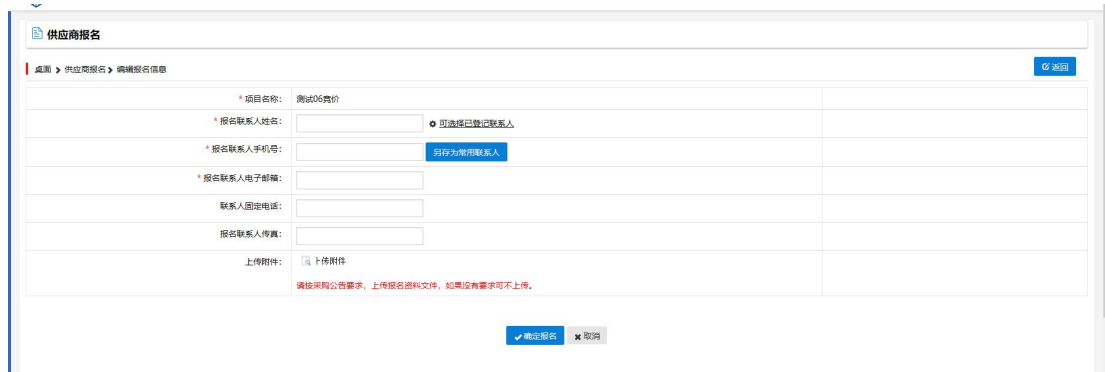 供应商报名
桌面 > 供应商报名 > 编辑报名信息
返回
* 项目名称: 测试06竞价
* 报名联系人姓名: 可选择已登记联系人
* 报名联系人手机号: 另存为常用联系人
* 报名联系人电子邮箱:
联系人固定电话:
报名联系人传真:
上传附件: 上传附件
请按采购公告要求，上传报名资料文件，如果没有要求可不上传。
确定报名 取消